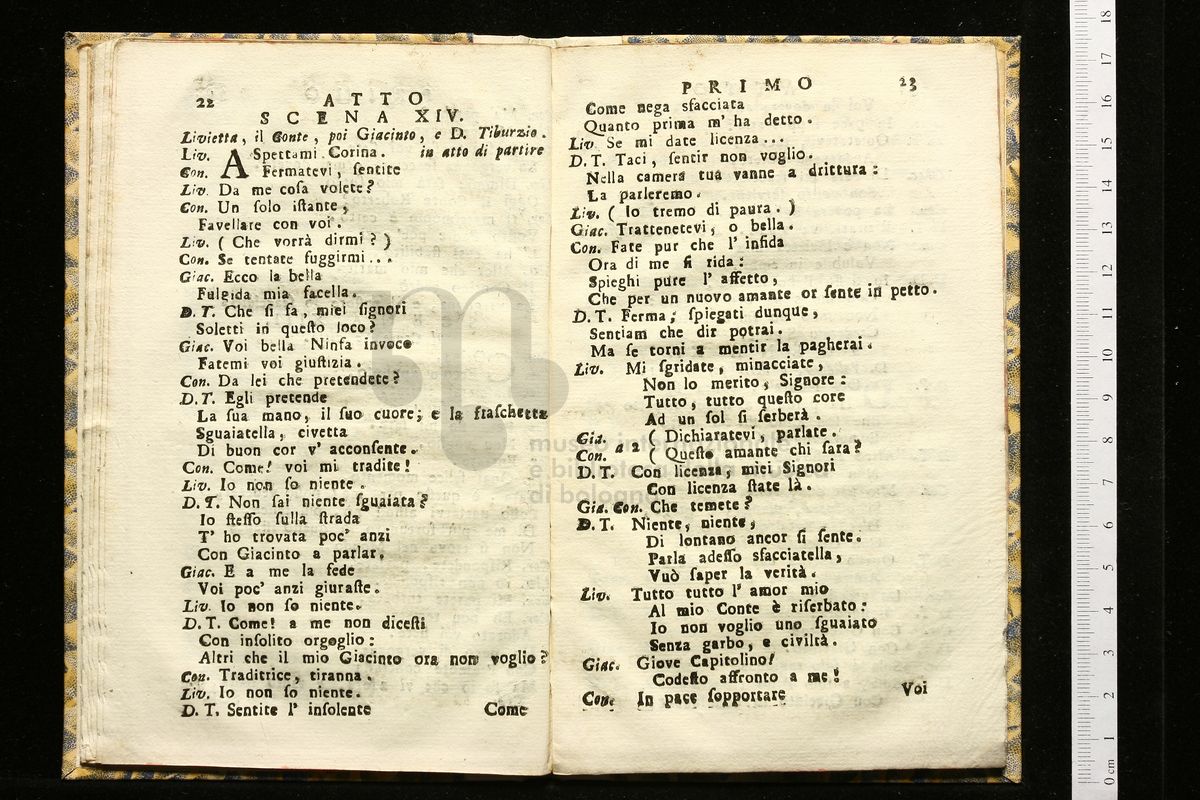 22
ATTO
SCENA XIV.
Livietta, il Conte, poi Giacinto, e D. Tiburzio.
Liv. ASpettami Corina. in atto di partire
Con. Fermatevi, ſentite
Liv. Da me coſa volete?
Con. Un ſolo iſtante,
Favellare con voi.
Liv. ( Che vorrà dirmi? )
Con. Se tentate fuggirmi...
Giac. Ecco la bella
Fulgida mia facella.
D. T. Che ſi fa, miei ſignori
Soletti in queſto loco?
Giac. Voi bella Ninfa invoco
Fatemi voi giuſtizia.
Con. Da lei che pretendete?
D. T. Egli pretende
La ſua mano, il ſuo cuore; e la fraſchetta
Sguaiatella, civetta
Di buon cor v' acconſente.
Con. Come! voi mi tradite!
Liv. Io non ſo niente.
D. T. Non ſai niente ſguaiata?
Io ſteſſo ſulla ſtrada
T' ho trovata poc' anzi
Con Giacinto a parlar.
Giac. E a me la fede
Voi poc' anzi giuraſte.
Liv. Io non ſo niente.
D. T. Come! a me non diceſti
Con inſolito orgoglio:
Altri che il mio Giacinto ora non voglio?
Con. Traditrice, tiranna.
Liv. Io non ſo niente.
D. T. Sentite l' inſolente
Come
PRIMO
23
Come nega sfacciata
Quanto prima m' ha detto.
Liv. Se mi date licenza...
D. T. Taci, ſentir non voglio.
Nella camera tua vanne a drittura:
La parleremo.
Liv. ( Io tremo di paura. )
Giac. Trattenetevi, o bella.
Con. Fate pur che l' infida
Ora di me ſi rida:
Spieghi pure l' affetto,
Che per un nuovo amante or ſente in petto.
D. T. Ferma; ſpiegati dunque,
Sentiam che dir potrai.
Ma ſe torni a mentir la pagherai.
Liv. Mi ſgridate, minacciate,
Non lo merito, Signore:
Tutto, tutto queſto core
Ad un ſol ſi ſerberà.
Gia. ( Dichiaratevi, parlate.
Con. a 2 ( Queſto amante chi ſara?
D.T. Con licenza, miei Signori
Con licenza ſtate là.
Gia. Con. Che temete?
D. T. Niente, niente,
Di lontano ancor ſi ſente.
Parla adeſſo sfacciatella,
Vuò ſaper la verità.
Liv. Tutto tutto l' amor mio
Al mio Conte è riſerbato:
Io non voglio uno ſguaiato
Senza garbo, e civiltà.
Giac. Giove Capitolino!
Codeſto affronto a me!
Con. In pace ſopportare
Voi